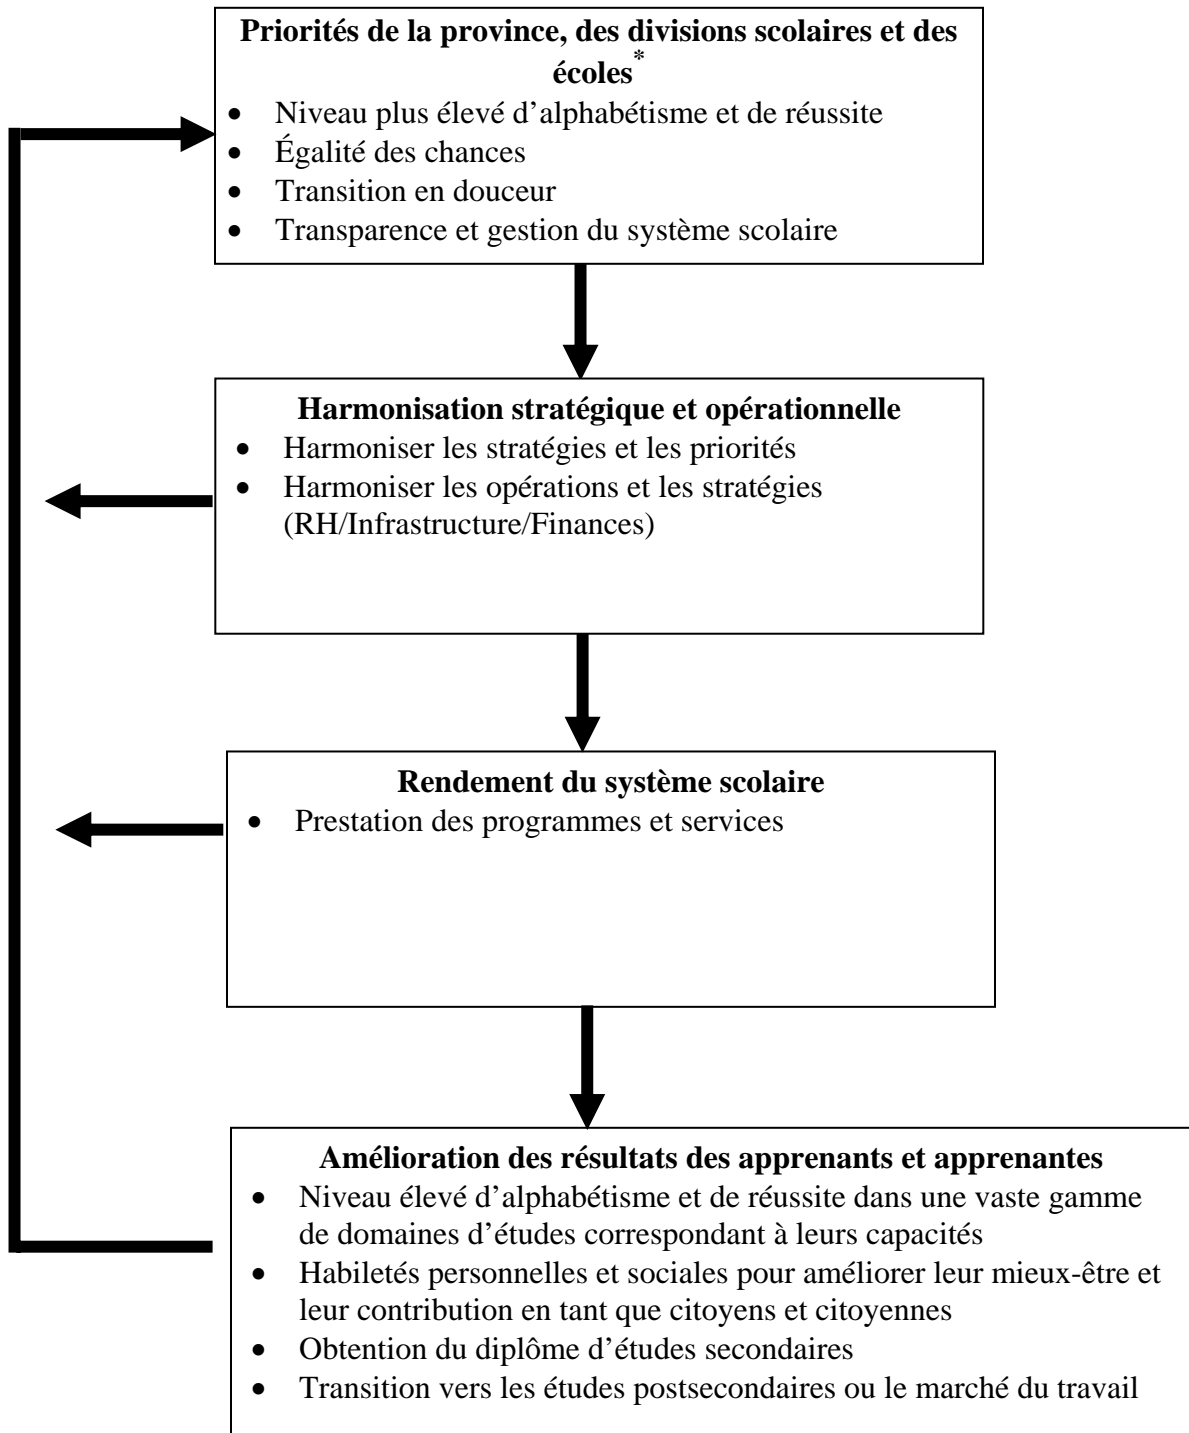 Priorités de la province, des divisions scolaires et des
écoles*
• Niveau plus élevé d’alphabétisme et de réussite
• Égalité des chances
• Transition en douceur
• Transparence et gestion du système scolaire
Harmonisation stratégique et opérationnelle
• Harmoniser les stratégies et les priorités
• Harmoniser les opérations et les stratégies
(RH/Infrastructure/Finances)
Rendement du système scolaire
• Prestation des programmes et services
Amélioration des résultats des apprenants et apprenantes
• Niveau élevé d’alphabétisme et de réussite dans une vaste gamme
de domaines d’études correspondant à leurs capacités
• Habiletés personnelles et sociales pour améliorer leur mieux-être et
leur contribution en tant que citoyens et citoyennes
• Obtention du diplôme d’études secondaires
• Transition vers les études postsecondaires ou le marché du travail